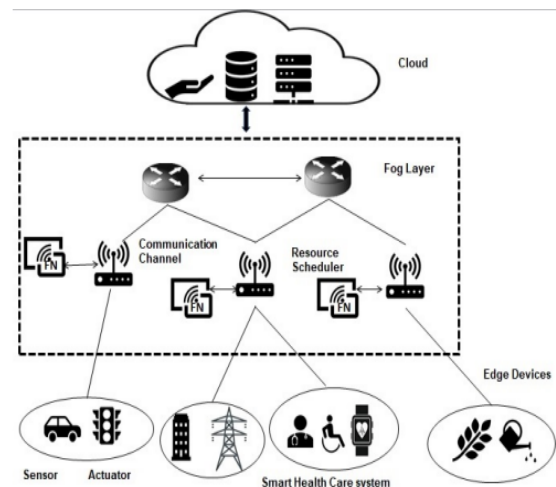 Cloud
Fog Layer
Communication
Channel
Resource
Scheduler
FN
FN
FN
Edge Devices
Sensor
Actuator
Smart Health Care system